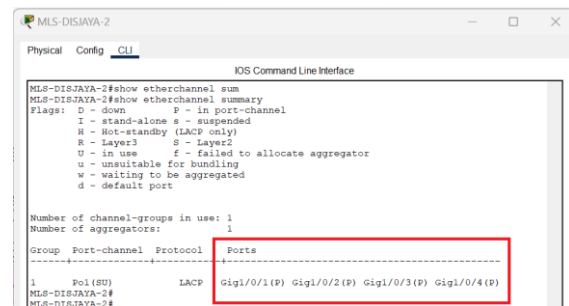 MLS-DISJAYA-2
Physical Config CLI
IOS Command Line Interface
MLS-DISJAYA-2#show etherchannel sum
MLS-DISJAYA-2#show etherchannel summary
Flags:  D - down        P - in port-channel
        I - stand-alone s - suspended
        H - Hot-standby (LACP only)
        R - Layer3      S - Layer2
        U - in use      f - failed to allocate aggregator
        u - unsuitable for bundling
        w - waiting to be aggregated
        d - default port
Number of channel-groups in use: 1
Number of aggregators:           1
Group  Port-channel  Protocol    Ports
------+-------------+-----------+----------------------------------------------
1      Po1(SU)           LACP   Gig1/0/1(P) Gig1/0/2(P) Gig1/0/3(P) Gig1/0/4(P)
MLS-DISJAYA-2#
MLS-DISJAYA-2#